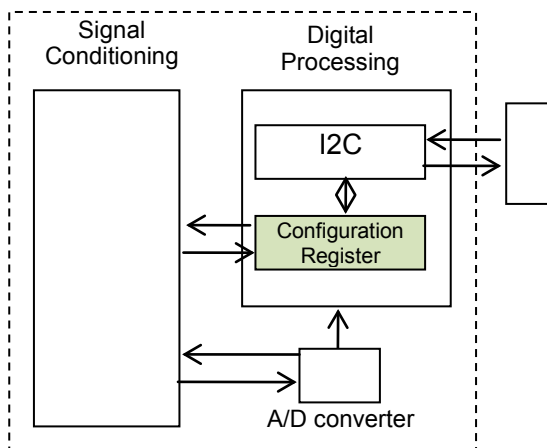 Signal
Conditioning
Digital
Processing
I2C
Configuration
Register
A/D converter